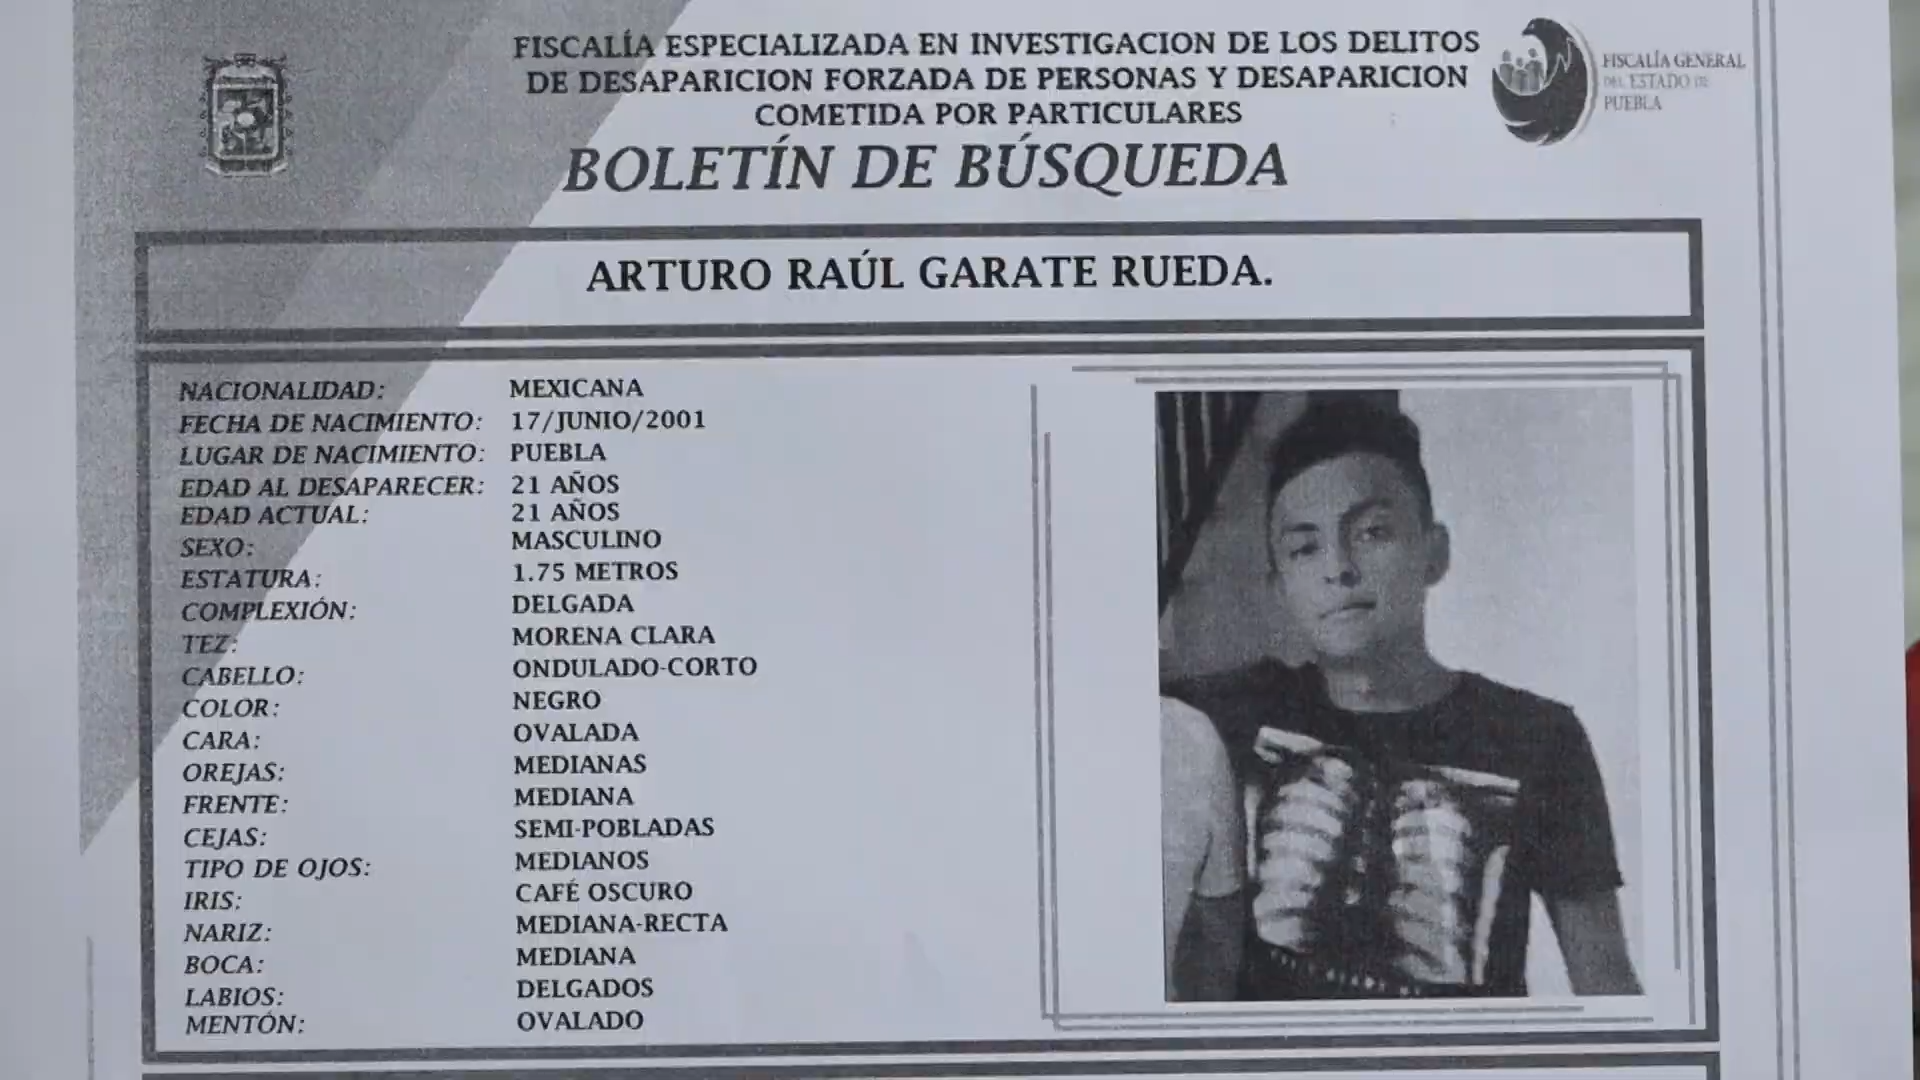 FISCALÍA ESPECIALIZADA EN INVESTIGACION DE LOS DELITOS
DE DESAPARICION FORZADA DE PERSONAS Y DESAPARICION
COMETIDA POR PARTICULARES
BOLETÍN DE BÚSQUEDA
FISCALÍA GENERAL
DEL ESTADO DE
PUEBLA
ARTURO RAÚL GARATE RUEDA.
NACIONALIDAD: MEXICANA
FECHA DE NACIMIENTO: 17/JUNIO/2001
LUGAR DE NACIMIENTO: PUEBLA
EDAD AL DESAPARECER: 21 AÑOS
EDAD ACTUAL: 21 AÑOS
SEXO: MASCULINO
ESTATURA: 1.75 METROS
COMPLEXIÓN: DELGADA
TEZ: MORENA CLARA
CABELLO: ONDULADO-CORTO
COLOR: NEGRO
CARA: OVALADA
OREJAS: MEDIANAS
FRENTE: MEDIANA
CEJAS: SEMI-POBLADAS
TIPO DE OJOS: MEDIANOS
IRIS: CAFÉ OSCURO
NARIZ: MEDIANA-RECTA
BOCA: MEDIANA
LABIOS: DELGADOS
MENTÓN: OVALADO